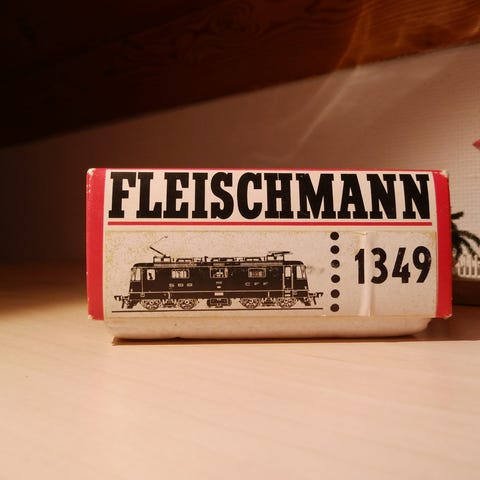 FLEISCHMANN
1349
SBB CFF